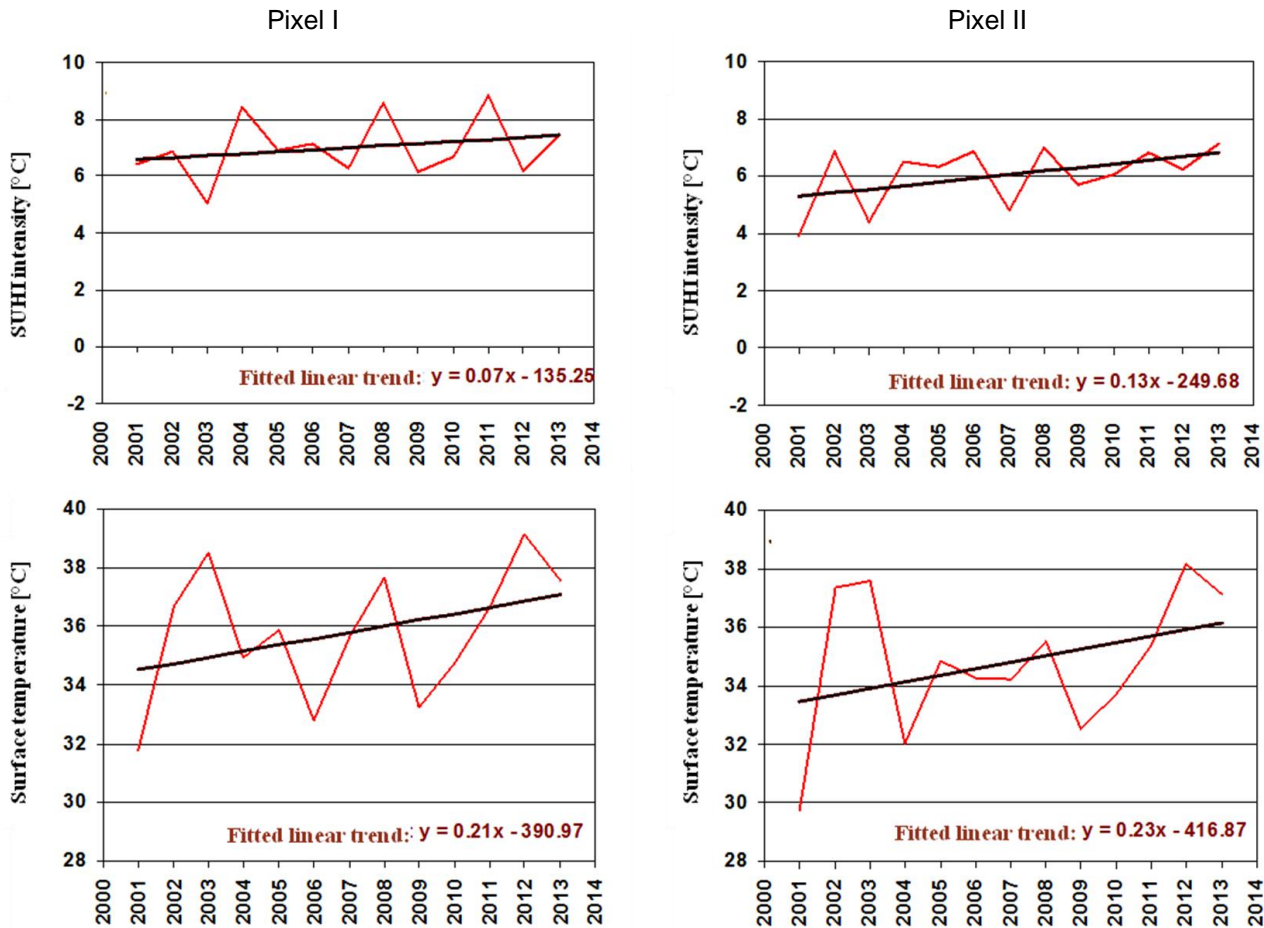 Pixel I
Pixel II
SUHI intensity [°C]
10
8
6
4
2
0
-2
Fitted linear trend: y = 0.07x - 135.25
2000 2001 2002 2003 2004 2005 2006 2007 2008 2009 2010 2011 2012 2013 2014
SUHI intensity [°C]
10
8
6
4
2
0
-2
Fitted linear trend: y = 0.13x - 249.68
2000 2001 2002 2003 2004 2005 2006 2007 2008 2009 2010 2011 2012 2013 2014
Surface temperature [°C]
40
38
36
34
32
30
28
Fitted linear trend: y = 0.21x - 390.97
2000 2001 2002 2003 2004 2005 2006 2007 2008 2009 2010 2011 2012 2013 2014
Surface temperature [°C]
40
38
36
34
32
30
28
Fitted linear trend: y = 0.23x - 416.87
2000 2001 2002 2003 2004 2005 2006 2007 2008 2009 2010 2011 2012 2013 2014